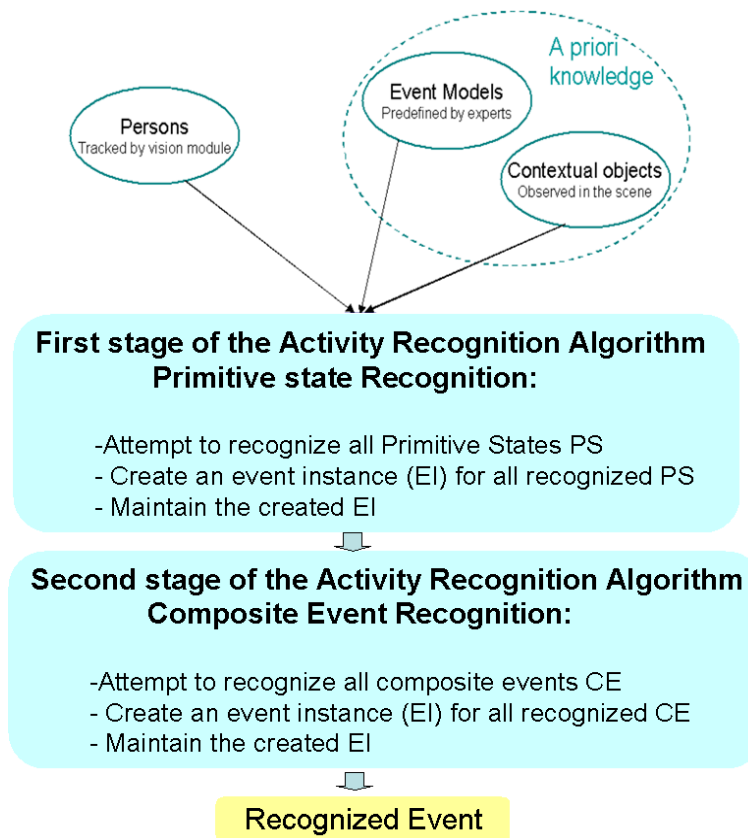 A priori
knowledge
Event Models
Predefined by experts
Persons
Tracked by vision module
Contextual objects
Observed in the scene
First stage of the Activity Recognition Algorithm
Primitive state Recognition:
-Attempt to recognize all Primitive States PS
- Create an event instance (EI) for all recognized PS
- Maintain the created EI
Second stage of the Activity Recognition Algorithm
Composite Event Recognition:
-Attempt to recognize all composite events CE
- Create an event instance (EI) for all recognized CE
- Maintain the created EI
Recognized Event